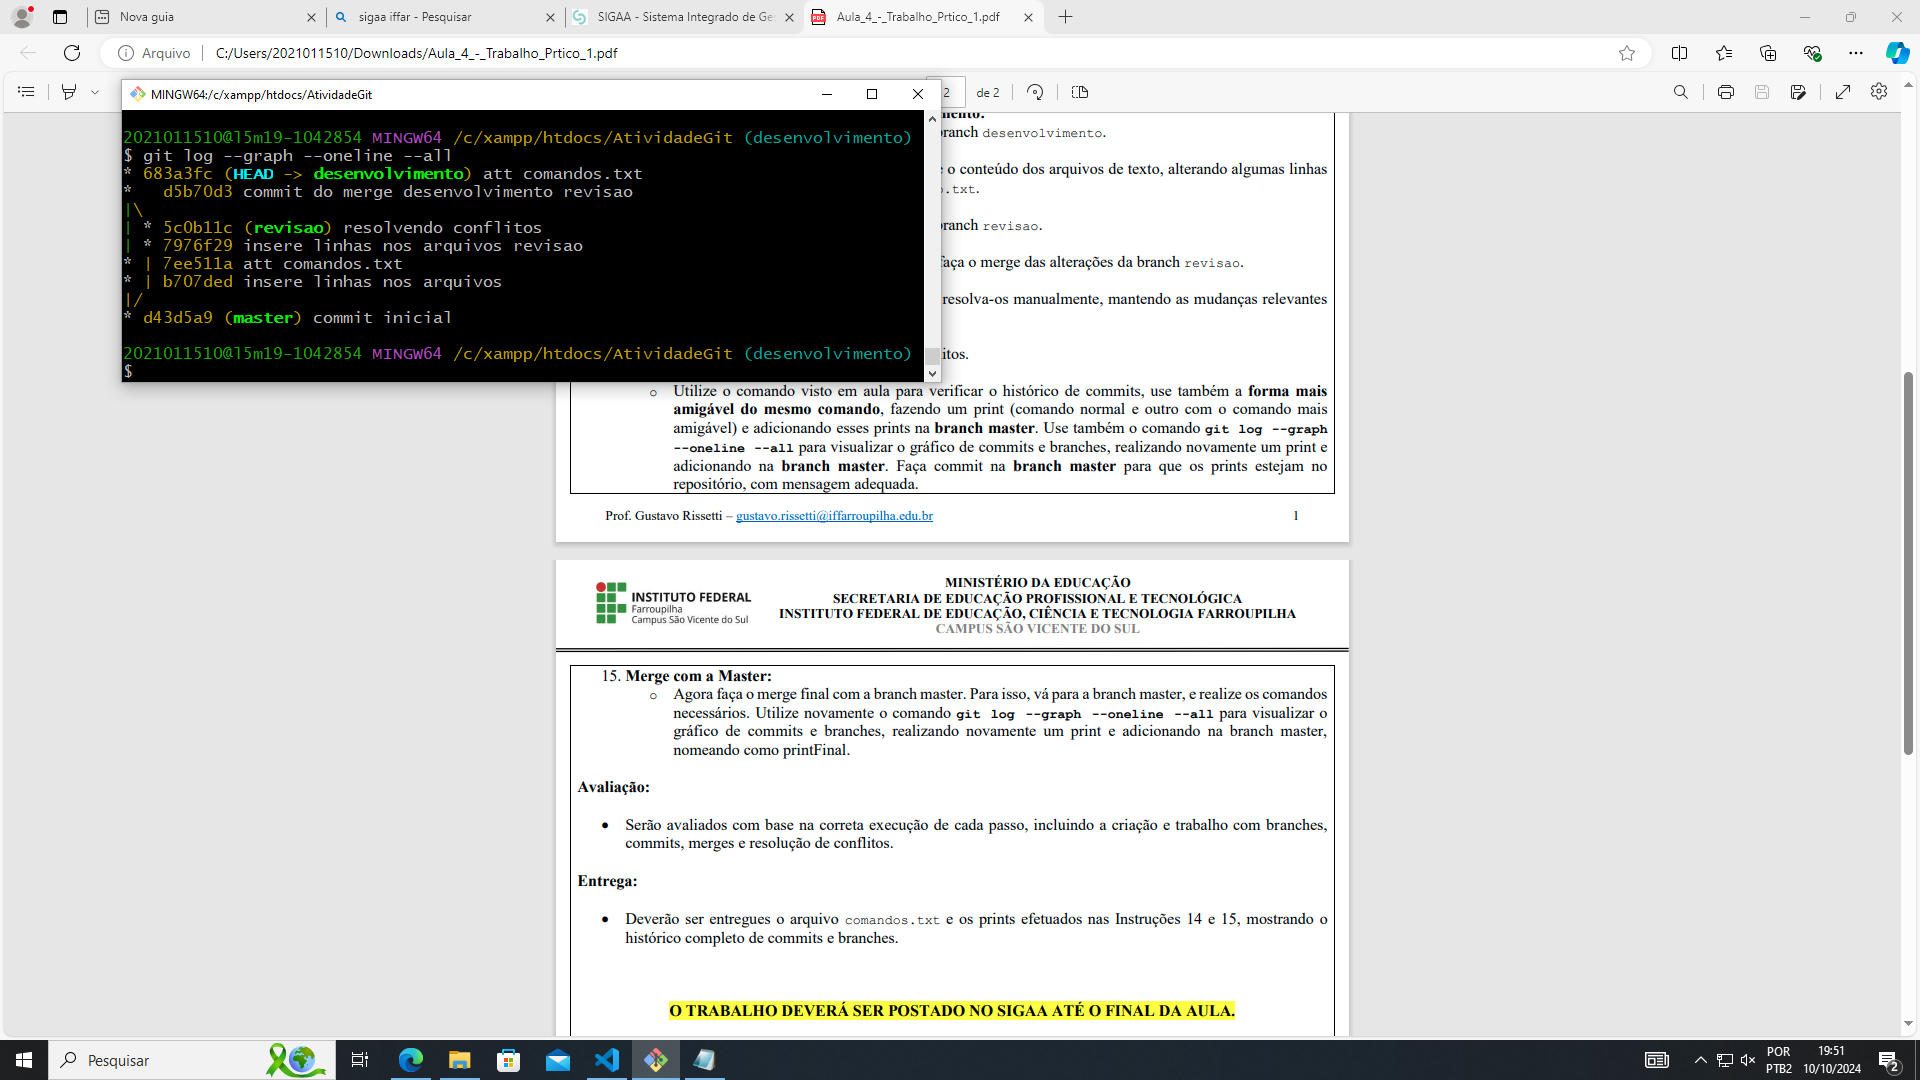 Nova guia
sigaa iffar - Pesquisar
SIGAA - Sistema Integrado de Ge
Aula_4_-_Trabalho_Prtico_1.pdf
Arquivo
C:/Users/2021011510/Downloads/Aula_4_-_Trabalho_Prtico_1.pdf
2
de 2
MINGW64:/c/xampp/htdocs/AtividadeGit
2021011510@l5m19-1042854 MINGW64 /c/xampp/htdocs/AtividadeGit (desenvolvimento)
$ git log --graph --oneline --all
* 683a3fc (HEAD -> desenvolvimento) att comandos.txt
*   d5b70d3 commit do merge desenvolvimento revisao
|\
| * 5c0b11c (revisao) resolvendo conflitos
| * 7976f29 insere linhas nos arquivos revisao
* | 7ee511a att comandos.txt
* | b707ded insere linhas nos arquivos
|/
* d43d5a9 (master) commit inicial
2021011510@l5m19-1042854 MINGW64 /c/xampp/htdocs/AtividadeGit (desenvolvimento)
$
desenvolvimento.
o conteúdo dos arquivos de texto, alterando algumas linhas
.txt.
revisao.
faça o merge das alterações da branch revisao.
resolva-os manualmente, mantendo as mudanças relevantes
itos.
o Utilize o comando visto em aula para verificar o histórico de commits, use também a forma mais
amigável do mesmo comando, fazendo um print (comando normal e outro com o comando mais
amigável) e adicionando esses prints na branch master. Use também o comando git log --graph
--oneline --all para visualizar o gráfico de commits e branches, realizando novamente um print e
adicionando na branch master. Faça commit na branch master para que os prints estejam no
repositório, com mensagem adequada.
Prof. Gustavo Rissetti – gustavo.rissetti@iffarroupilha.edu.br
1
INSTITUTO FEDERAL
Farroupilha
Campus São Vicente do Sul
MINISTÉRIO DA EDUCAÇÃO
SECRETARIA DE EDUCAÇÃO PROFISSIONAL E TECNOLÓGICA
INSTITUTO FEDERAL DE EDUCAÇÃO, CIÊNCIA E TECNOLOGIA FARROUPILHA
CAMPUS SÃO VICENTE DO SUL
15. Merge com a Master:
o Agora faça o merge final com a branch master. Para isso, vá para a branch master, e realize os comandos
necessários. Utilize novamente o comando git log --graph --oneline --all para visualizar o
gráfico de commits e branches, realizando novamente um print e adicionando na branch master,
nomeando como printFinal.
Avaliação:
• Serão avaliados com base na correta execução de cada passo, incluindo a criação e trabalho com branches,
commits, merges e resolução de conflitos.
Entrega:
• Deverão ser entregues o arquivo comandos.txt e os prints efetuados nas Instruções 14 e 15, mostrando o
histórico completo de commits e branches.
O TRABALHO DEVERÁ SER POSTADO NO SIGAA ATÉ O FINAL DA AULA.
Pesquisar
POR
PTB2
19:51
10/10/2024
2